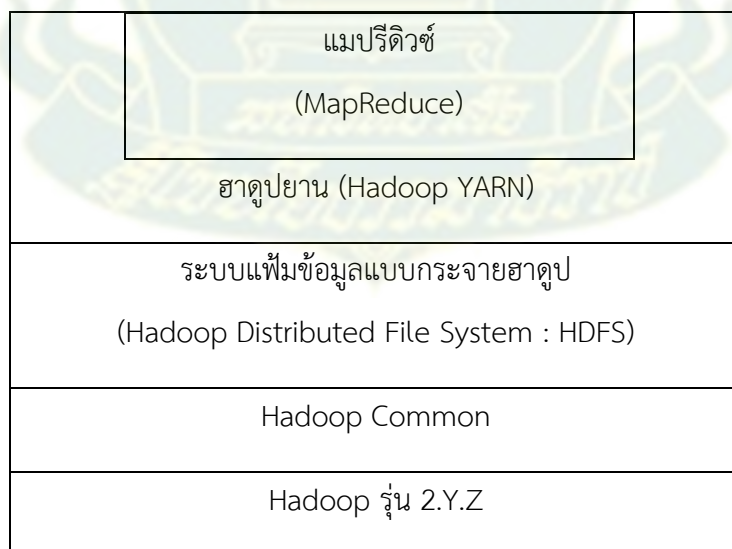 แมปรีดิวซ์
(MapReduce)
ฮาดูปยาน (Hadoop YARN)
ระบบแฟ้มข้อมูลแบบกระจายฮาดูป
(Hadoop Distributed File System : HDFS)
Hadoop Common
Hadoop รุ่น 2.Y.Z